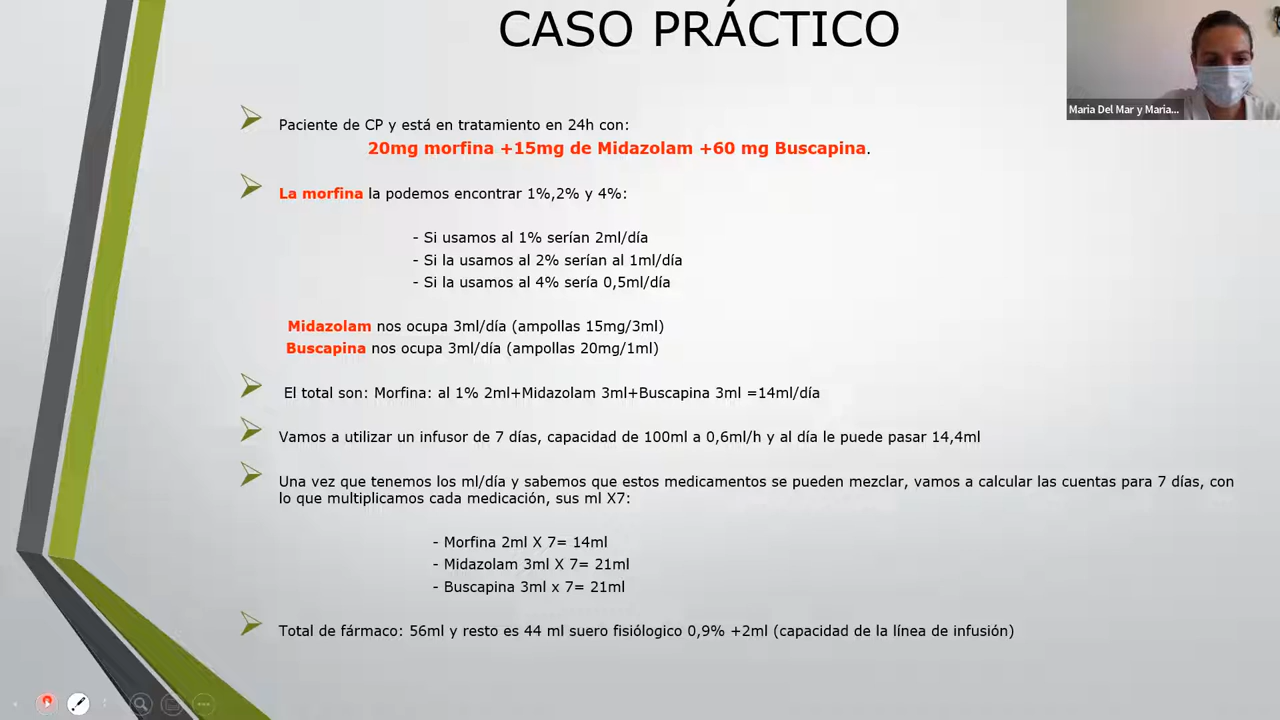 CASO PRÁCTICO
Maria Del Mar y Maria...
Paciente de CP y está en tratamiento en 24h con:
20mg morfina +15mg de Midazolam +60 mg Buscapina.
La morfina la podemos encontrar 1%,2% y 4%:
- Si usamos al 1% serían 2ml/día
- Si la usamos al 2% serían al 1ml/día
- Si la usamos al 4% sería 0,5ml/día
Midazolam nos ocupa 3ml/día (ampollas 15mg/3ml)
Buscapina nos ocupa 3ml/día (ampollas 20mg/1ml)
El total son: Morfina: al 1% 2ml+Midazolam 3ml+Buscapina 3ml =14ml/día
Vamos a utilizar un infusor de 7 días, capacidad de 100ml a 0,6ml/h y al día le puede pasar 14,4ml
Una vez que tenemos los ml/día y sabemos que estos medicamentos se pueden mezclar, vamos a calcular las cuentas para 7 días, con
lo que multiplicamos cada medicación, sus ml X7:
- Morfina 2ml X 7= 14ml
- Midazolam 3ml X 7= 21ml
- Buscapina 3ml x 7= 21ml
Total de fármaco: 56ml y resto es 44 ml suero fisiólogico 0,9% +2ml (capacidad de la línea de infusión)